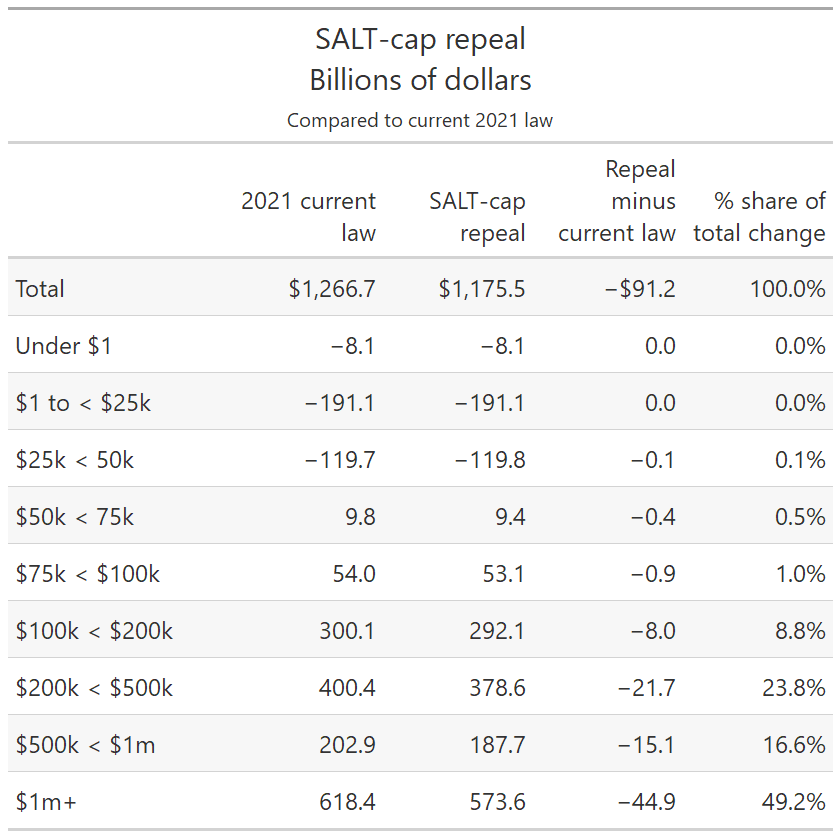 SALT-cap repeal
Billions of dollars
Compared to current 2021 law
2021 current law SALT-cap repeal Repeal minus current law % share of total change
Total $1,266.7 $1,175.5 −$91.2 100.0%
Under $1 −8.1 −8.1 0.0 0.0%
$1 to < $25k −191.1 −191.1 0.0 0.0%
$25k < 50k −119.7 −119.8 −0.1 0.1%
$50k < 75k 9.8 9.4 −0.4 0.5%
$75k < $100k 54.0 53.1 −0.9 1.0%
$100k < $200k 300.1 292.1 −8.0 8.8%
$200k < $500k 400.4 378.6 −21.7 23.8%
$500k < $1m 202.9 187.7 −15.1 16.6%
$1m+ 618.4 573.6 −44.9 49.2%